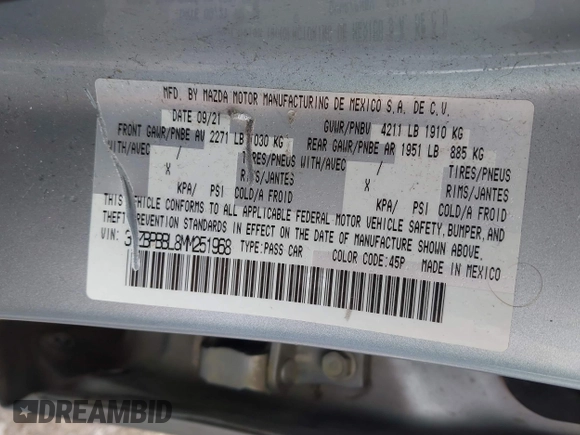 MFD. BY MAZDA MOTOR MANUFACTURING DE MEXICO S.A. DE C.V.
DATE 09/21 GVWR/PNBV 4211 LB 1910 KG
FRONT GAWR/PNBE AV 2271 LB 1030 KG REAR GAWR/PNBE AR 1951 LB 885 KG
WITH/AVEC / TIRES/PNEUS WITH/AVEC / TIRES/PNEUS
X RIMS/JANTES X RIMS/JANTES
KPA/ PSI COLD/A FROID KPA/ PSI COLD/A FROID
THIS VEHICLE CONFORMS TO ALL APPLICABLE FEDERAL MOTOR VEHICLE SAFETY, BUMPER, AND
THEFT PREVENTION STANDARDS IN EFFECT ON THE DATE OF MANUFACTURE SHOWN ABOVE.
VIN: TYPE:PASS CAR COLOR CODE:45P MADE IN MEXICO
DREAMBID